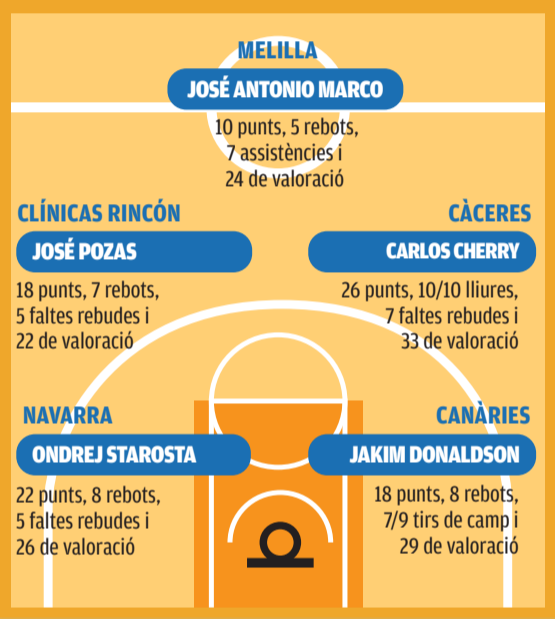 MELILLA
JOSÉ ANTONIO MARCO
10 punts, 5 rebots,
7 assistències i
24 de valoració
CLÍNICAS RINCÓN
JOSÉ POZAS
18 punts, 7 rebots,
5 faltes rebudes i
22 de valoració
CÀCERES
CARLOS CHERRY
26 punts, 10/10 lliures,
7 faltes rebudes i
33 de valoració
NAVARRA
ONDREJ STAROSTA
22 punts, 8 rebots,
5 faltes rebudes i
26 de valoració
CANÀRIES
JAKIM DONALDSON
18 punts, 8 rebots,
7/9 tirs de camp i
29 de valoració